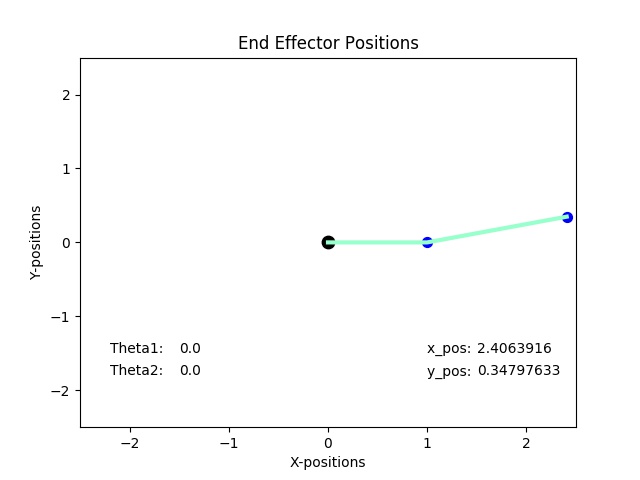 End Effector Positions
Y-positions
2
1
0
−1
−2
Theta1: 0.0 x_pos: 2.4063916
Theta2: 0.0 y_pos: 0.34797633
−2 −1 0 1 2
X-positions